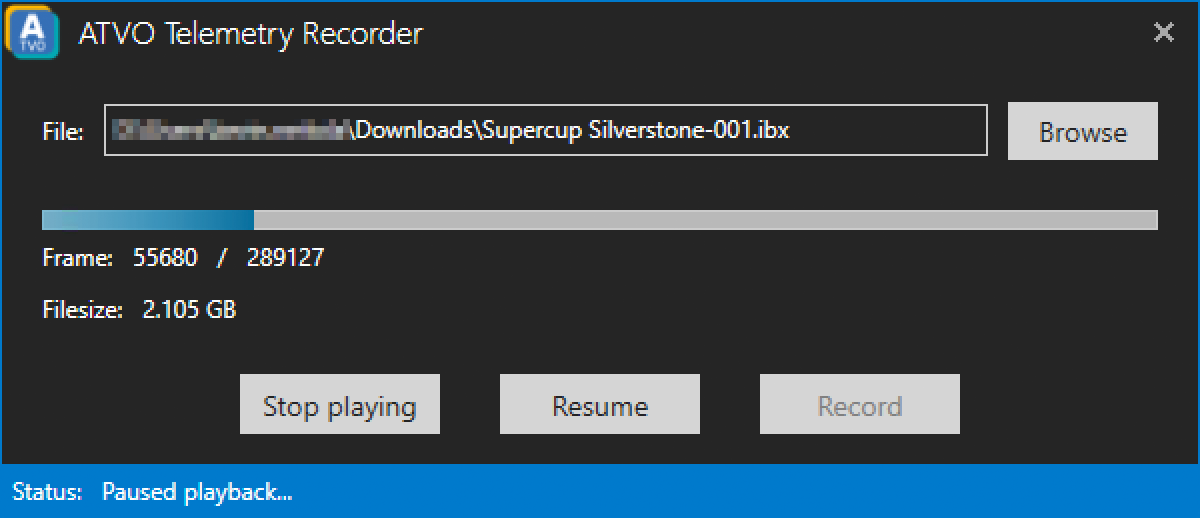 A
TVO
ATVO Telemetry Recorder
File: \Downloads\Supercup Silverstone-001.ibx
Browse
Frame: 55680 / 289127
Filesize: 2.105 GB
Stop playing
Resume
Record
Status: Paused playback...